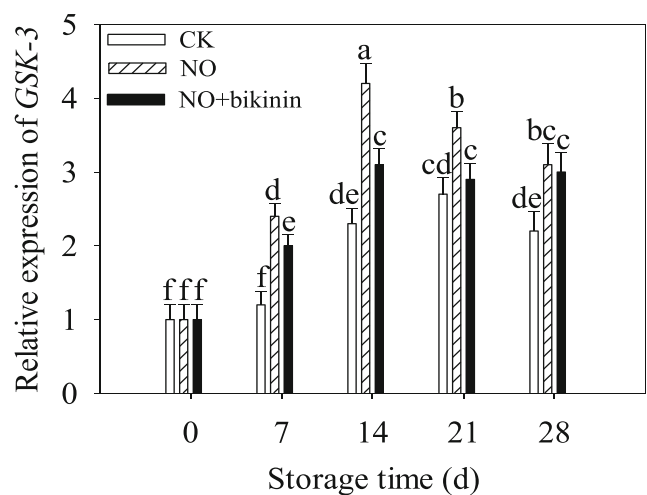 Relative expression of GSK-3
5
4
3
2
1
0
CK
NO
NO+bikinin
f f f
f d e
de a c
cd b c
de bc c
0 7 14 21 28
Storage time (d)